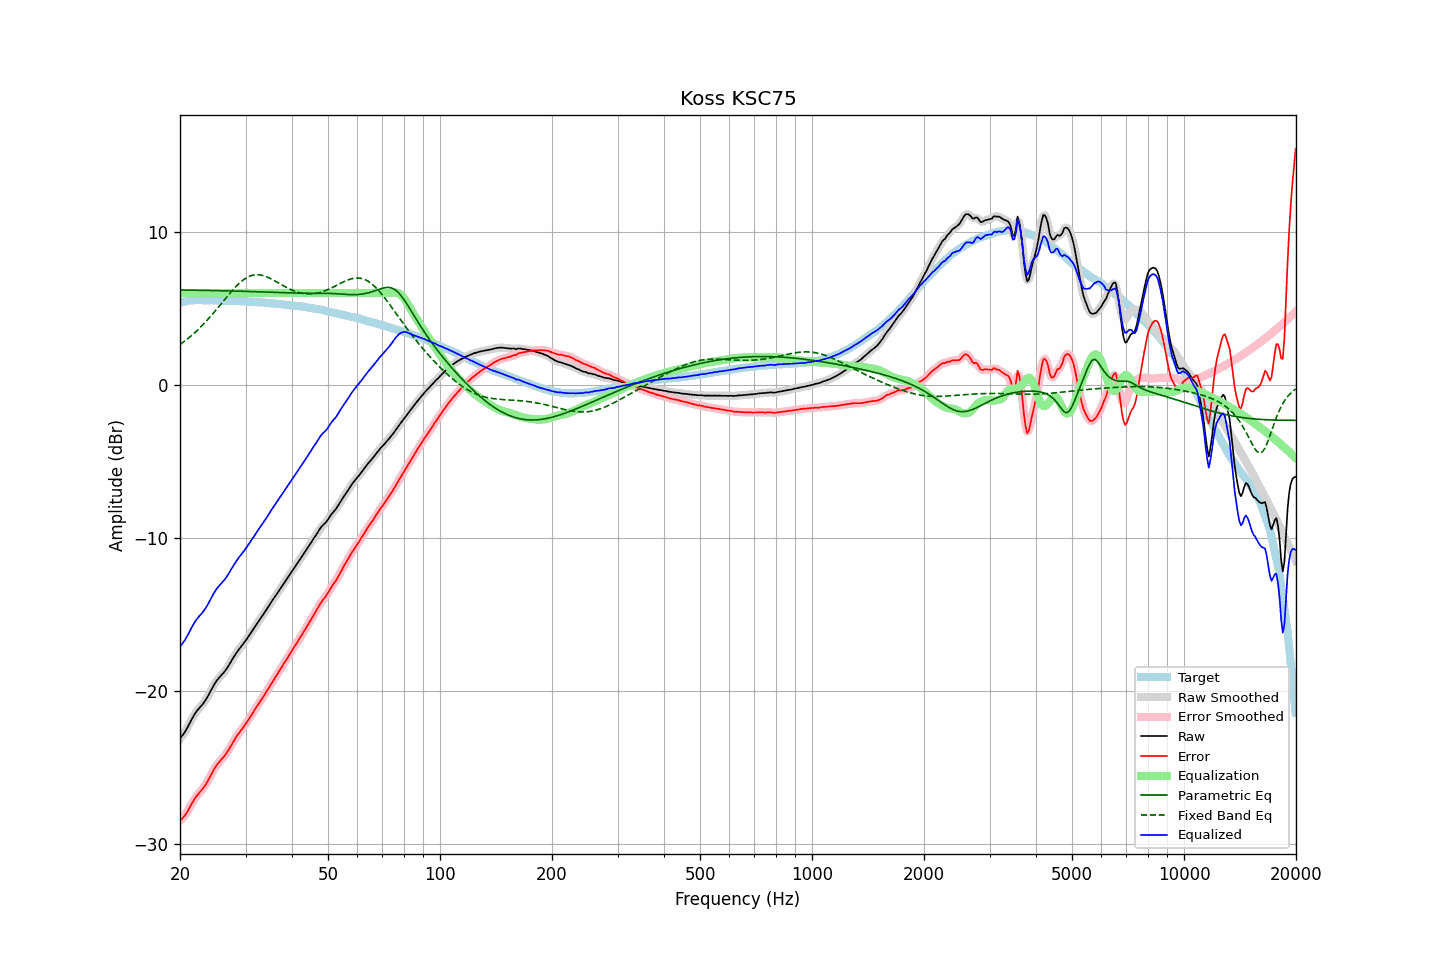 Koss KSC75
Amplitude (dBr)
10
0
−10
−20
−30
20
50
100
200
500
1000
2000
5000
10000
20000
Frequency (Hz)
Target
Raw Smoothed
Error Smoothed
Raw
Error
Equalization
Parametric Eq
Fixed Band Eq
Equalized